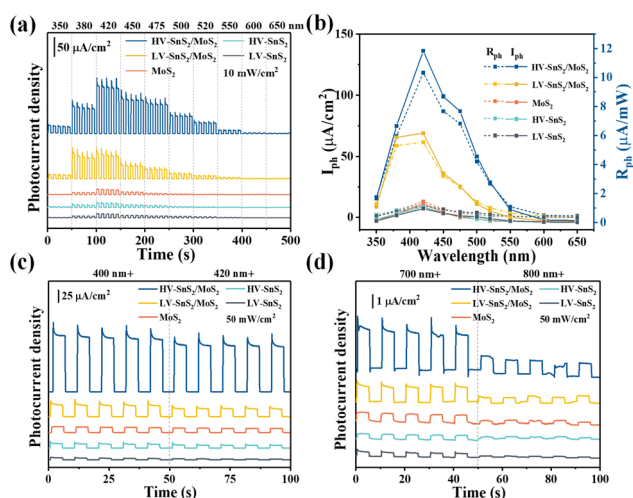 (a)
350 380 420 450 475 500 520 550 600 650 nm
50 μA/cm²
HV-SnS₂/MoS₂
HV-SnS₂
LV-SnS₂/MoS₂
LV-SnS₂
MoS₂
10 mW/cm²
Photocurrent density
0 100 200 300 400 500
Time (s)
(b)
150
100
50
0
I_ph (μA/cm²)
12
10
8
6
4
2
0
R_ph (μA/mW)
R_ph I_ph
HV-SnS₂/MoS₂
LV-SnS₂/MoS₂
MoS₂
HV-SnS₂
LV-SnS₂
350 400 450 500 550 600 650
Wavelength (nm)
(c)
400 nm+ 420 nm+
25 μA/cm²
HV-SnS₂/MoS₂
HV-SnS₂
LV-SnS₂/MoS₂
LV-SnS₂
MoS₂
50 mW/cm²
Photocurrent density
0 25 50 75 100
Time (s)
(d)
700 nm+ 800 nm+
1 μA/cm²
HV-SnS₂/MoS₂
HV-SnS₂
LV-SnS₂/MoS₂
LV-SnS₂
MoS₂
50 mW/cm²
Photocurrent density
0 20 40 60 80 100
Time (s)